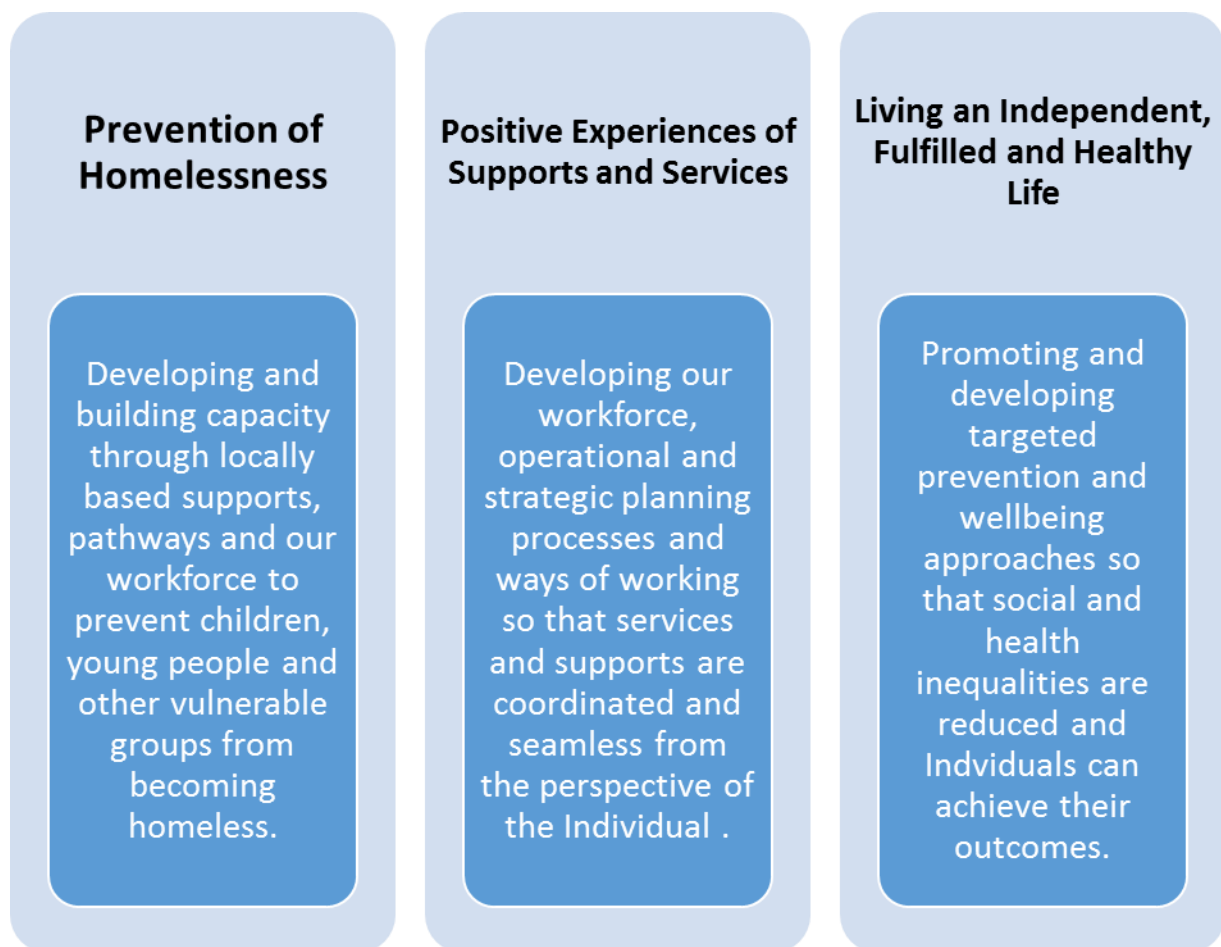 Prevention of
Homelessness
Developing and
building capacity
through locally
based supports,
pathways and our
workforce to
prevent children,
young people and
other vulnerable
groups from
becoming
homeless.
Positive Experiences of
Supports and Services
Developing our
workforce,
operational and
strategic planning
processes and
ways of working
so that services
and supports are
coordinated and
seamless from
the perspective of
the Individual .
Living an Independent,
Fulfilled and Healthy
Life
Promoting and
developing
targeted
prevention and
wellbeing
approaches so
that social and
health
inequalities are
reduced and
Indviduals can
achieve their
outcomes.